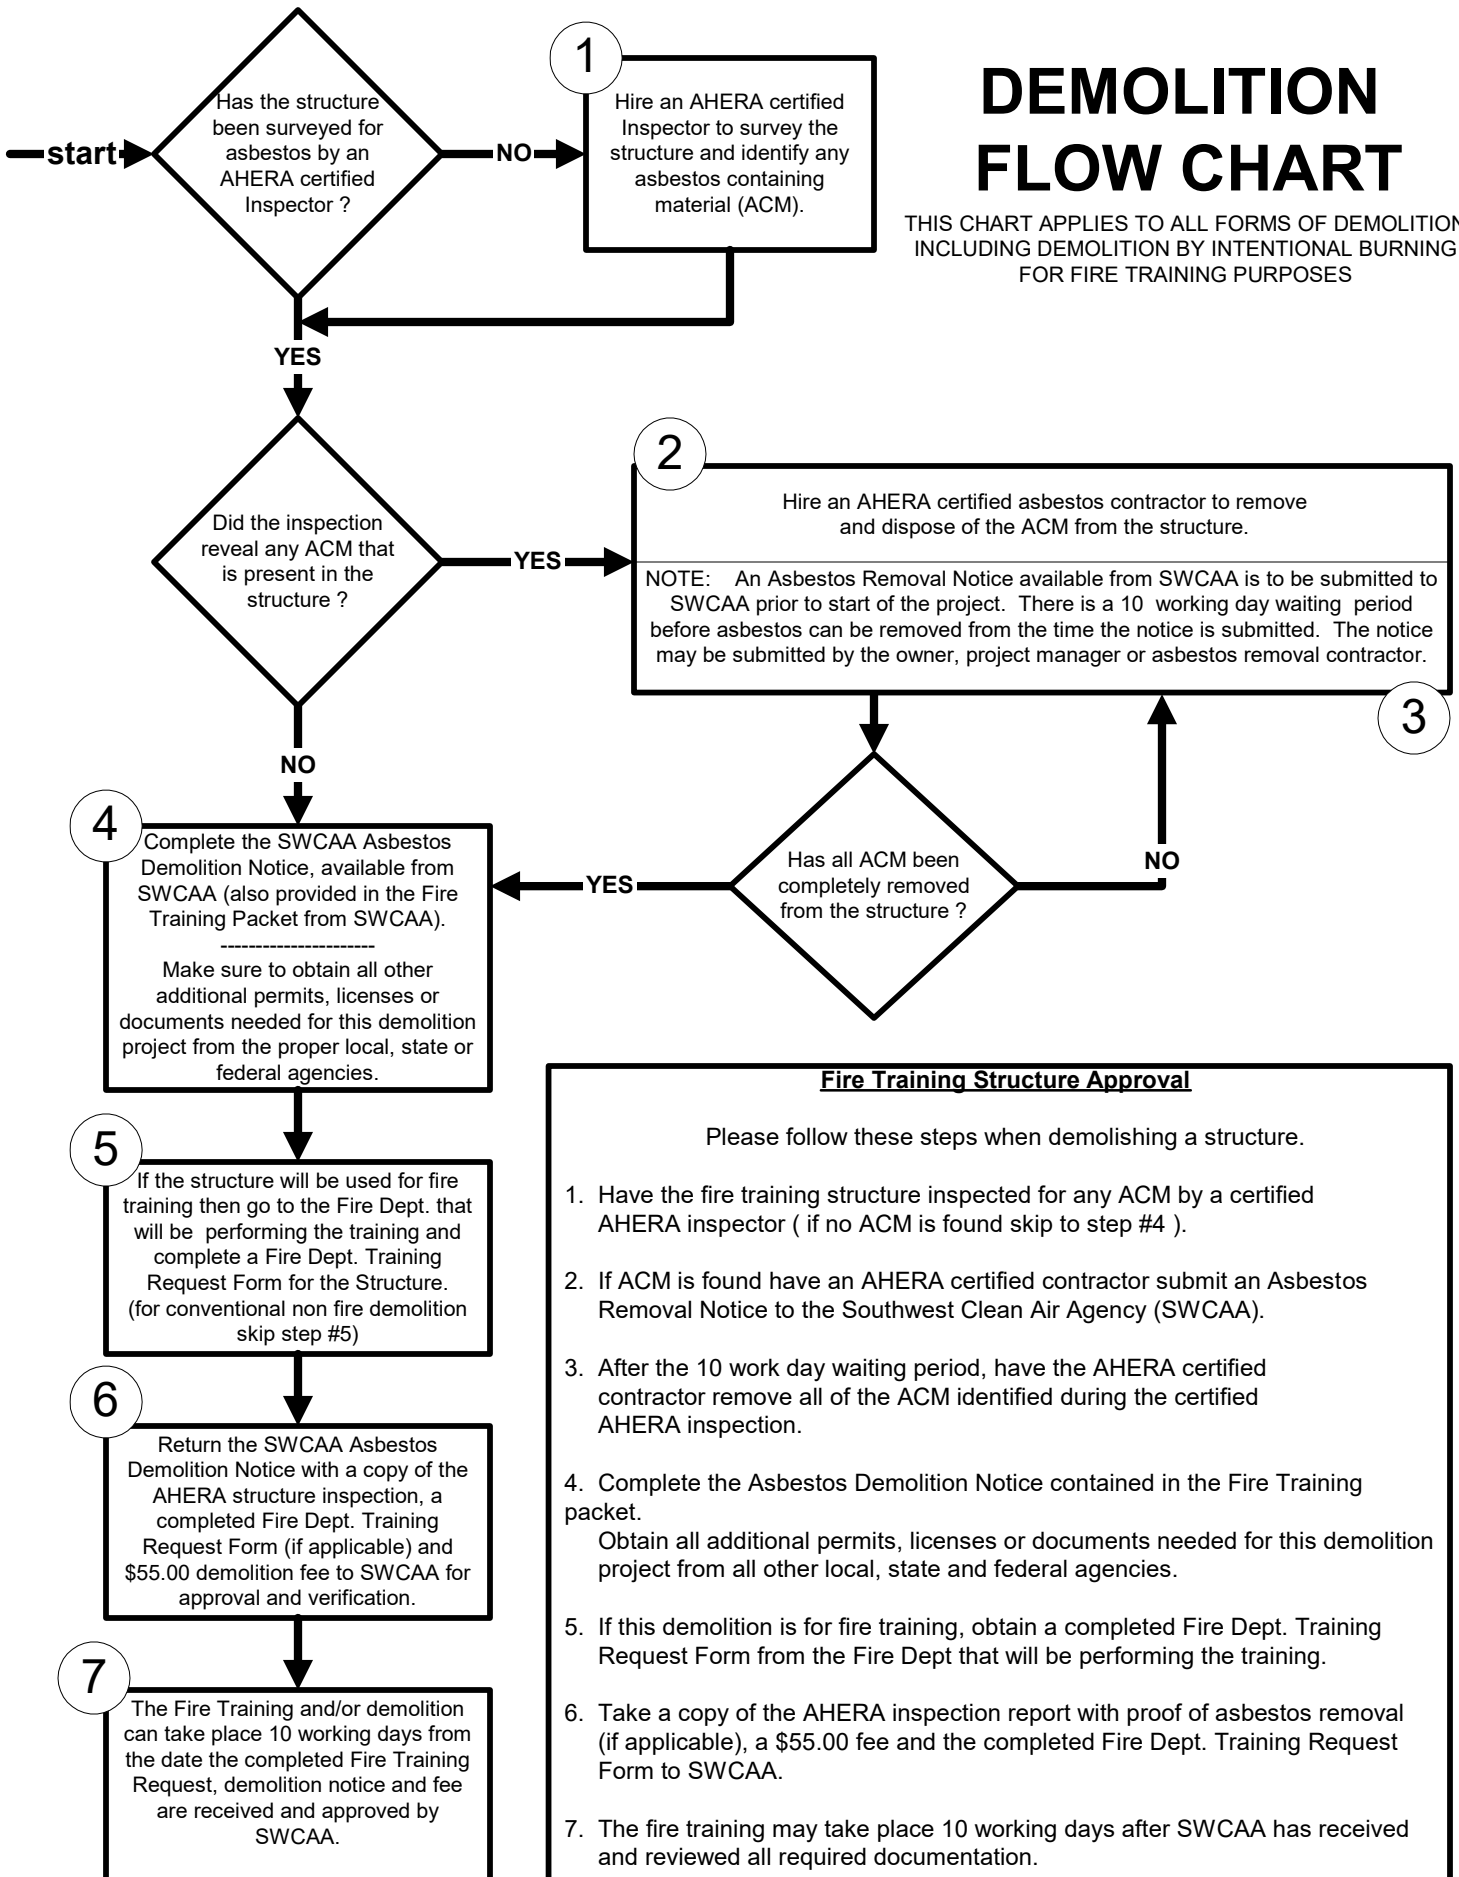 DEMOLITION
FLOW CHART
THIS CHART APPLIES TO ALL FORMS OF DEMOLITION
INCLUDING DEMOLITION BY INTENTIONAL BURNING
FOR FIRE TRAINING PURPOSES
start
Has the structure
been surveyed for
asbestos by an
AHERA certified
Inspector ?
NO
1
Hire an AHERA certified
Inspector to survey the
structure and identify any
asbestos containing
material (ACM).
YES
Did the inspection
reveal any ACM that
is present in the
structure ?
YES
2
Hire an AHERA certified asbestos contractor to remove
and dispose of the ACM from the structure.
NOTE: An Asbestos Removal Notice available from SWCAA is to be submitted to
SWCAA prior to start of the project. There is a 10 working day waiting period
before asbestos can be removed from the time the notice is submitted. The notice
may be submitted by the owner, project manager or asbestos removal contractor.
3
NO
Has all ACM been
completely removed
from the structure ?
NO
YES
4
Complete the SWCAA Asbestos
Demolition Notice, available from
SWCAA (also provided in the Fire
Training Packet from SWCAA).
----------------------
Make sure to obtain all other
additional permits, licenses or
documents needed for this demolition
project from the proper local, state or
federal agencies.
5
If the structure will be used for fire
training then go to the Fire Dept. that
will be performing the training and
complete a Fire Dept. Training
Request Form for the Structure.
(for conventional non fire demolition
skip step #5)
6
Return the SWCAA Asbestos
Demolition Notice with a copy of the
AHERA structure inspection, a
completed Fire Dept. Training
Request Form (if applicable) and
$55.00 demolition fee to SWCAA for
approval and verification.
7
The Fire Training and/or demolition
can take place 10 working days from
the date the completed Fire Training
Request, demolition notice and fee
are received and approved by
SWCAA.
Fire Training Structure Approval
Please follow these steps when demolishing a structure.
1. Have the fire training structure inspected for any ACM by a certified
AHERA inspector ( if no ACM is found skip to step #4 ).
2. If ACM is found have an AHERA certified contractor submit an Asbestos
Removal Notice to the Southwest Clean Air Agency (SWCAA).
3. After the 10 work day waiting period, have the AHERA certified
contractor remove all of the ACM identified during the certified
AHERA inspection.
4. Complete the Asbestos Demolition Notice contained in the Fire Training
packet.
Obtain all additional permits, licenses or documents needed for this demolition
project from all other local, state and federal agencies.
5. If this demolition is for fire training, obtain a completed Fire Dept. Training
Request Form from the Fire Dept that will be performing the training.
6. Take a copy of the AHERA inspection report with proof of asbestos removal
(if applicable), a $55.00 fee and the completed Fire Dept. Training Request
Form to SWCAA.
7. The fire training may take place 10 working days after SWCAA has received
and reviewed all required documentation.